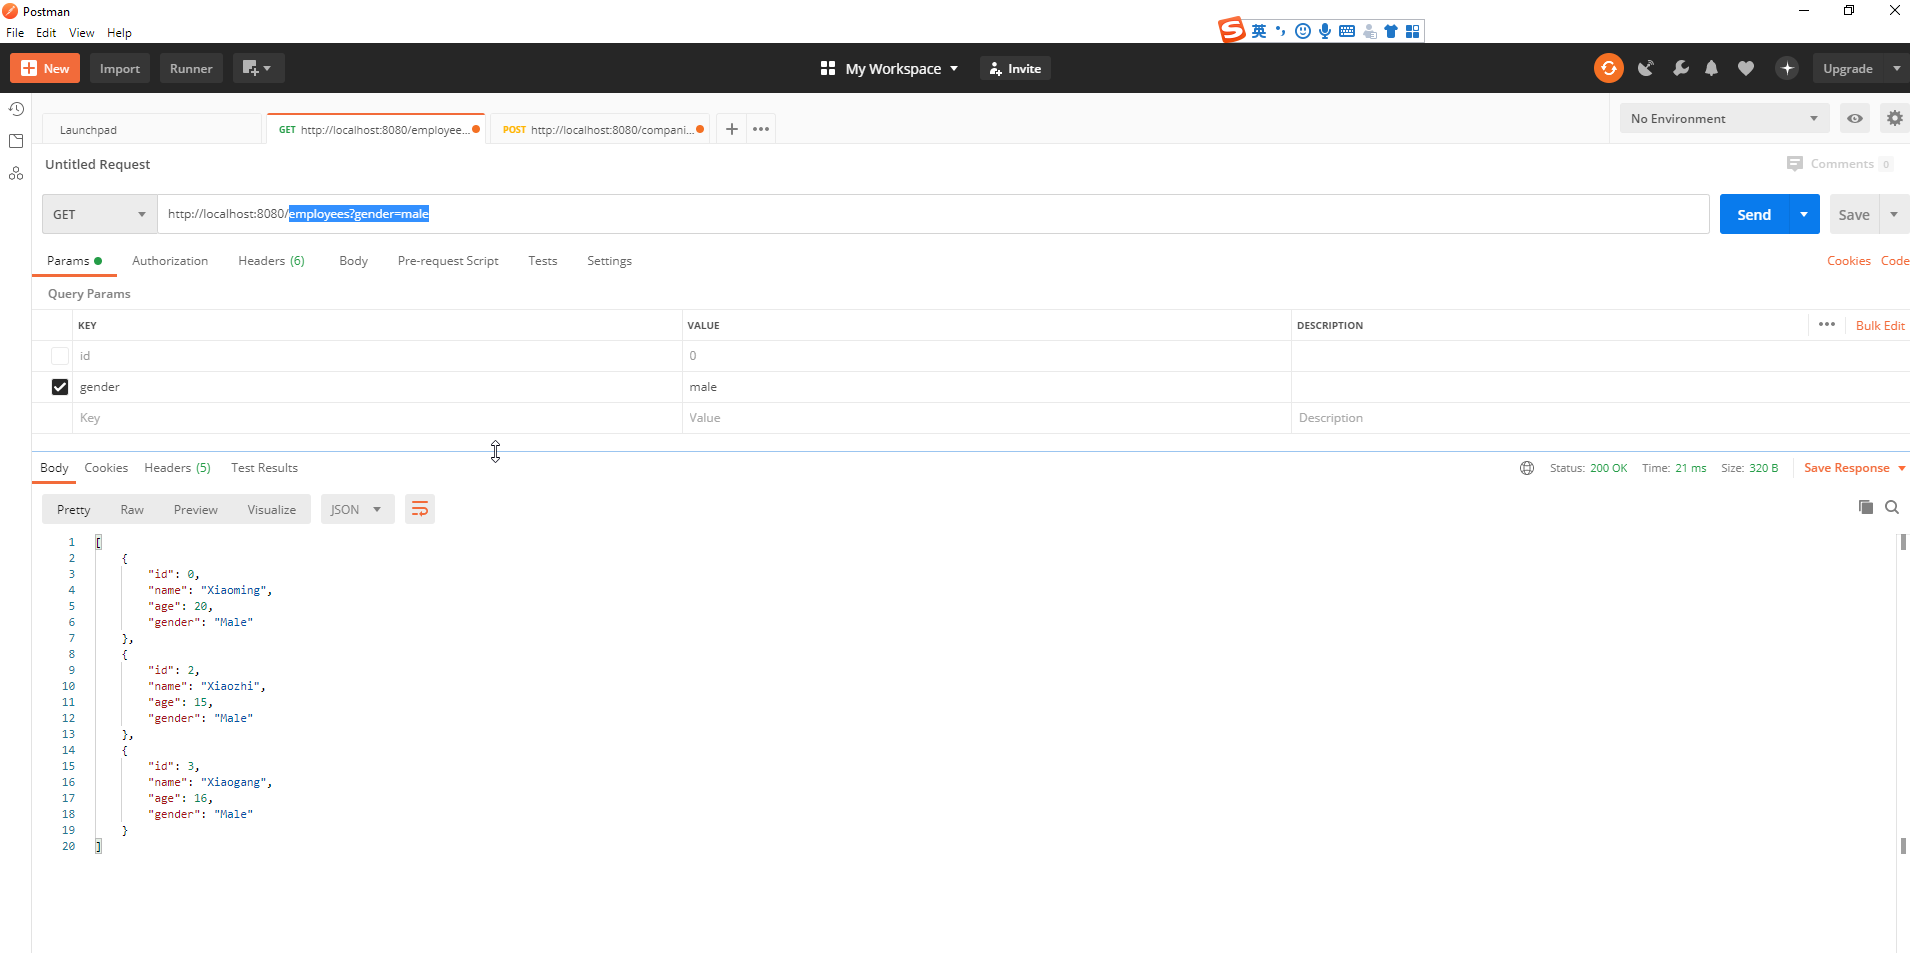 Postman
File Edit View Help
英
New Import Runner My Workspace Invite Upgrade
Launchpad GET http://localhost:8080/employee... POST http://localhost:8080/compani... No Environment
Untitled Request Comments 0
GET http://localhost:8080/employees?gender=male Send Save
Params Authorization Headers (6) Body Pre-request Script Tests Settings Cookies Code
Query Params
KEY VALUE DESCRIPTION Bulk Edit
id 0
gender male
Key Value Description
Body Cookies Headers (5) Test Results Status: 200 OK Time: 21 ms Size: 320 B Save Response
Pretty Raw Preview Visualize JSON
1 [
2 {
3 "id": 0,
4 "name": "Xiaoming",
5 "age": 20,
6 "gender": "Male"
7 },
8 {
9 "id": 2,
10 "name": "Xiaozhi",
11 "age": 15,
12 "gender": "Male"
13 },
14 {
15 "id": 3,
16 "name": "Xiaogang",
17 "age": 16,
18 "gender": "Male"
19 }
20 ]